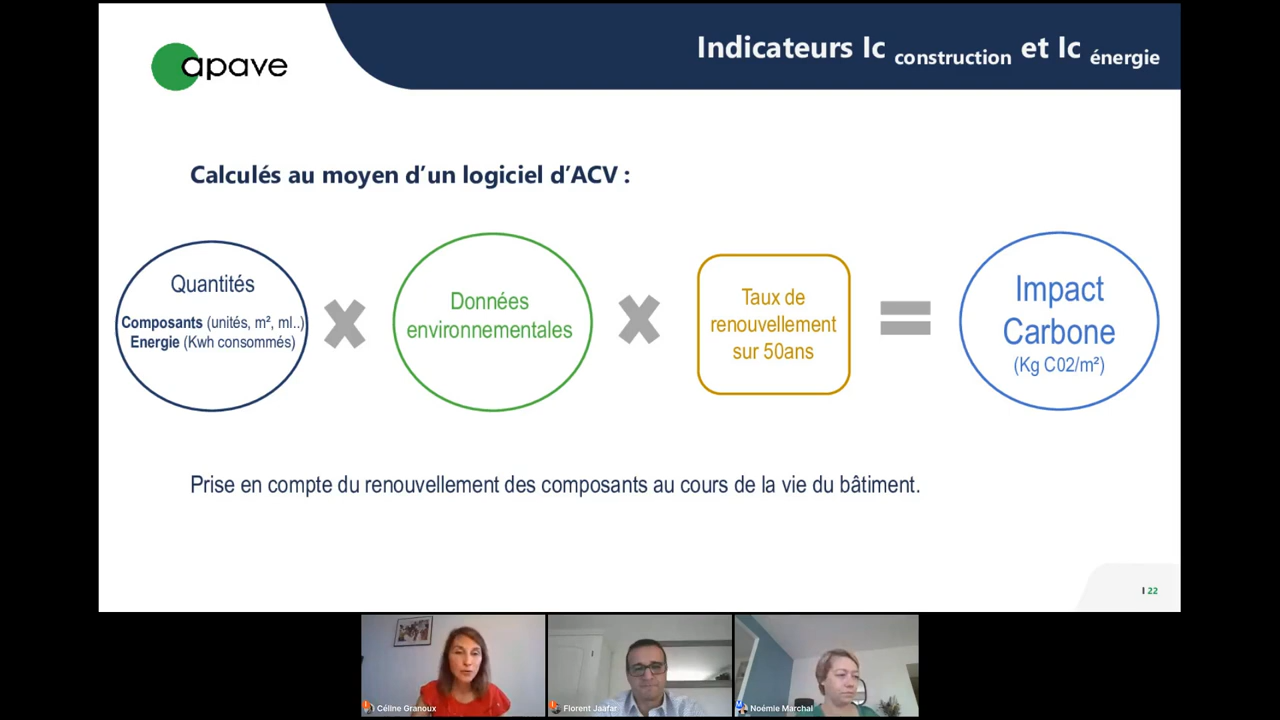 apave
Indicateurs Ic construction et Ic énergie
Calculés au moyen d’un logiciel d’ACV :
Quantités
Composants (unités, m², ml..)
Energie (Kwh consommés)
Données
environnementales
Taux de
renouvellement
sur 50ans
Impact
Carbone
(Kg C02/m²)
Prise en compte du renouvellement des composants au cours de la vie du bâtiment.
I 22
Céline Granoux
Florent Jaafar
Noémie Marchal